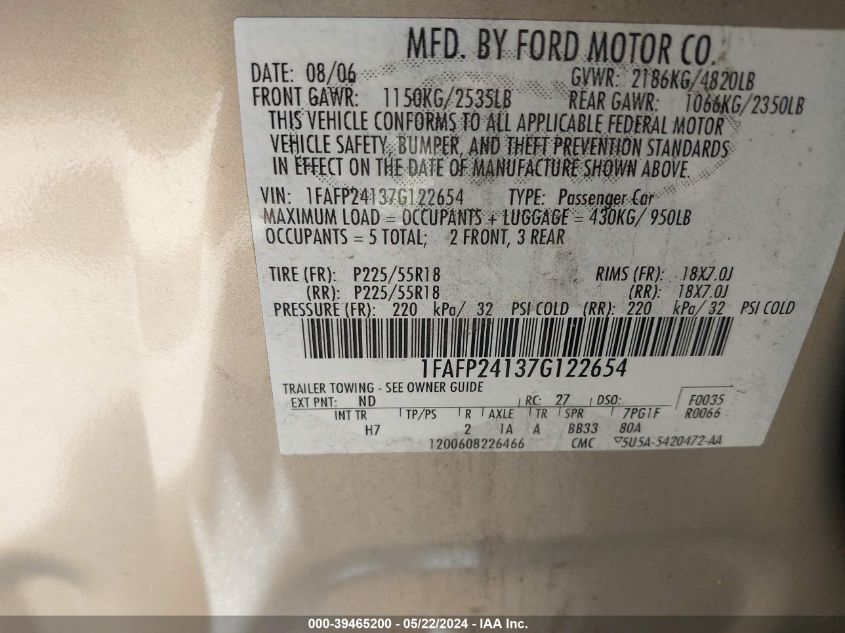 MFD. BY FORD MOTOR CO.
DATE: 08/06 GVWR: 2186KG/4820LB
FRONT GAWR: 1150KG/2535LB REAR GAWR: 1066KG/2350LB
THIS VEHICLE CONFORMS TO ALL APPLICABLE FEDERAL MOTOR
VEHICLE SAFETY, BUMPER, AND THEFT PREVENTION STANDARDS
IN EFFECT ON THE DATE OF MANUFACTURE SHOWN ABOVE.
VIN: 1FAFP24137G122654 TYPE: Passenger Car
MAXIMUM LOAD = OCCUPANTS + LUGGAGE = 430KG/ 950LB
OCCUPANTS = 5 TOTAL; 2 FRONT, 3 REAR
TIRE (FR): P225/55R18 RIMS (FR): 18X7.0J
(RR): P225/55R18 (RR): 18X7.0J
PRESSURE (FR): 220 kPa/ 32 PSI COLD (RR): 220 kPa/ 32 PSI COLD
1FAFP24137G122654
TRAILER TOWING - SEE OWNER GUIDE
EXT PNT: ND RC: 27 DSO: F0035
INT TR TP/PS R AXLE TR SPR 7PG1F R0066
H7 2 1A A BB33 80A
1200608226466 CMC 5U5A-5420472-AA
000-39465200 - 05/22/2024 - IAA Inc.